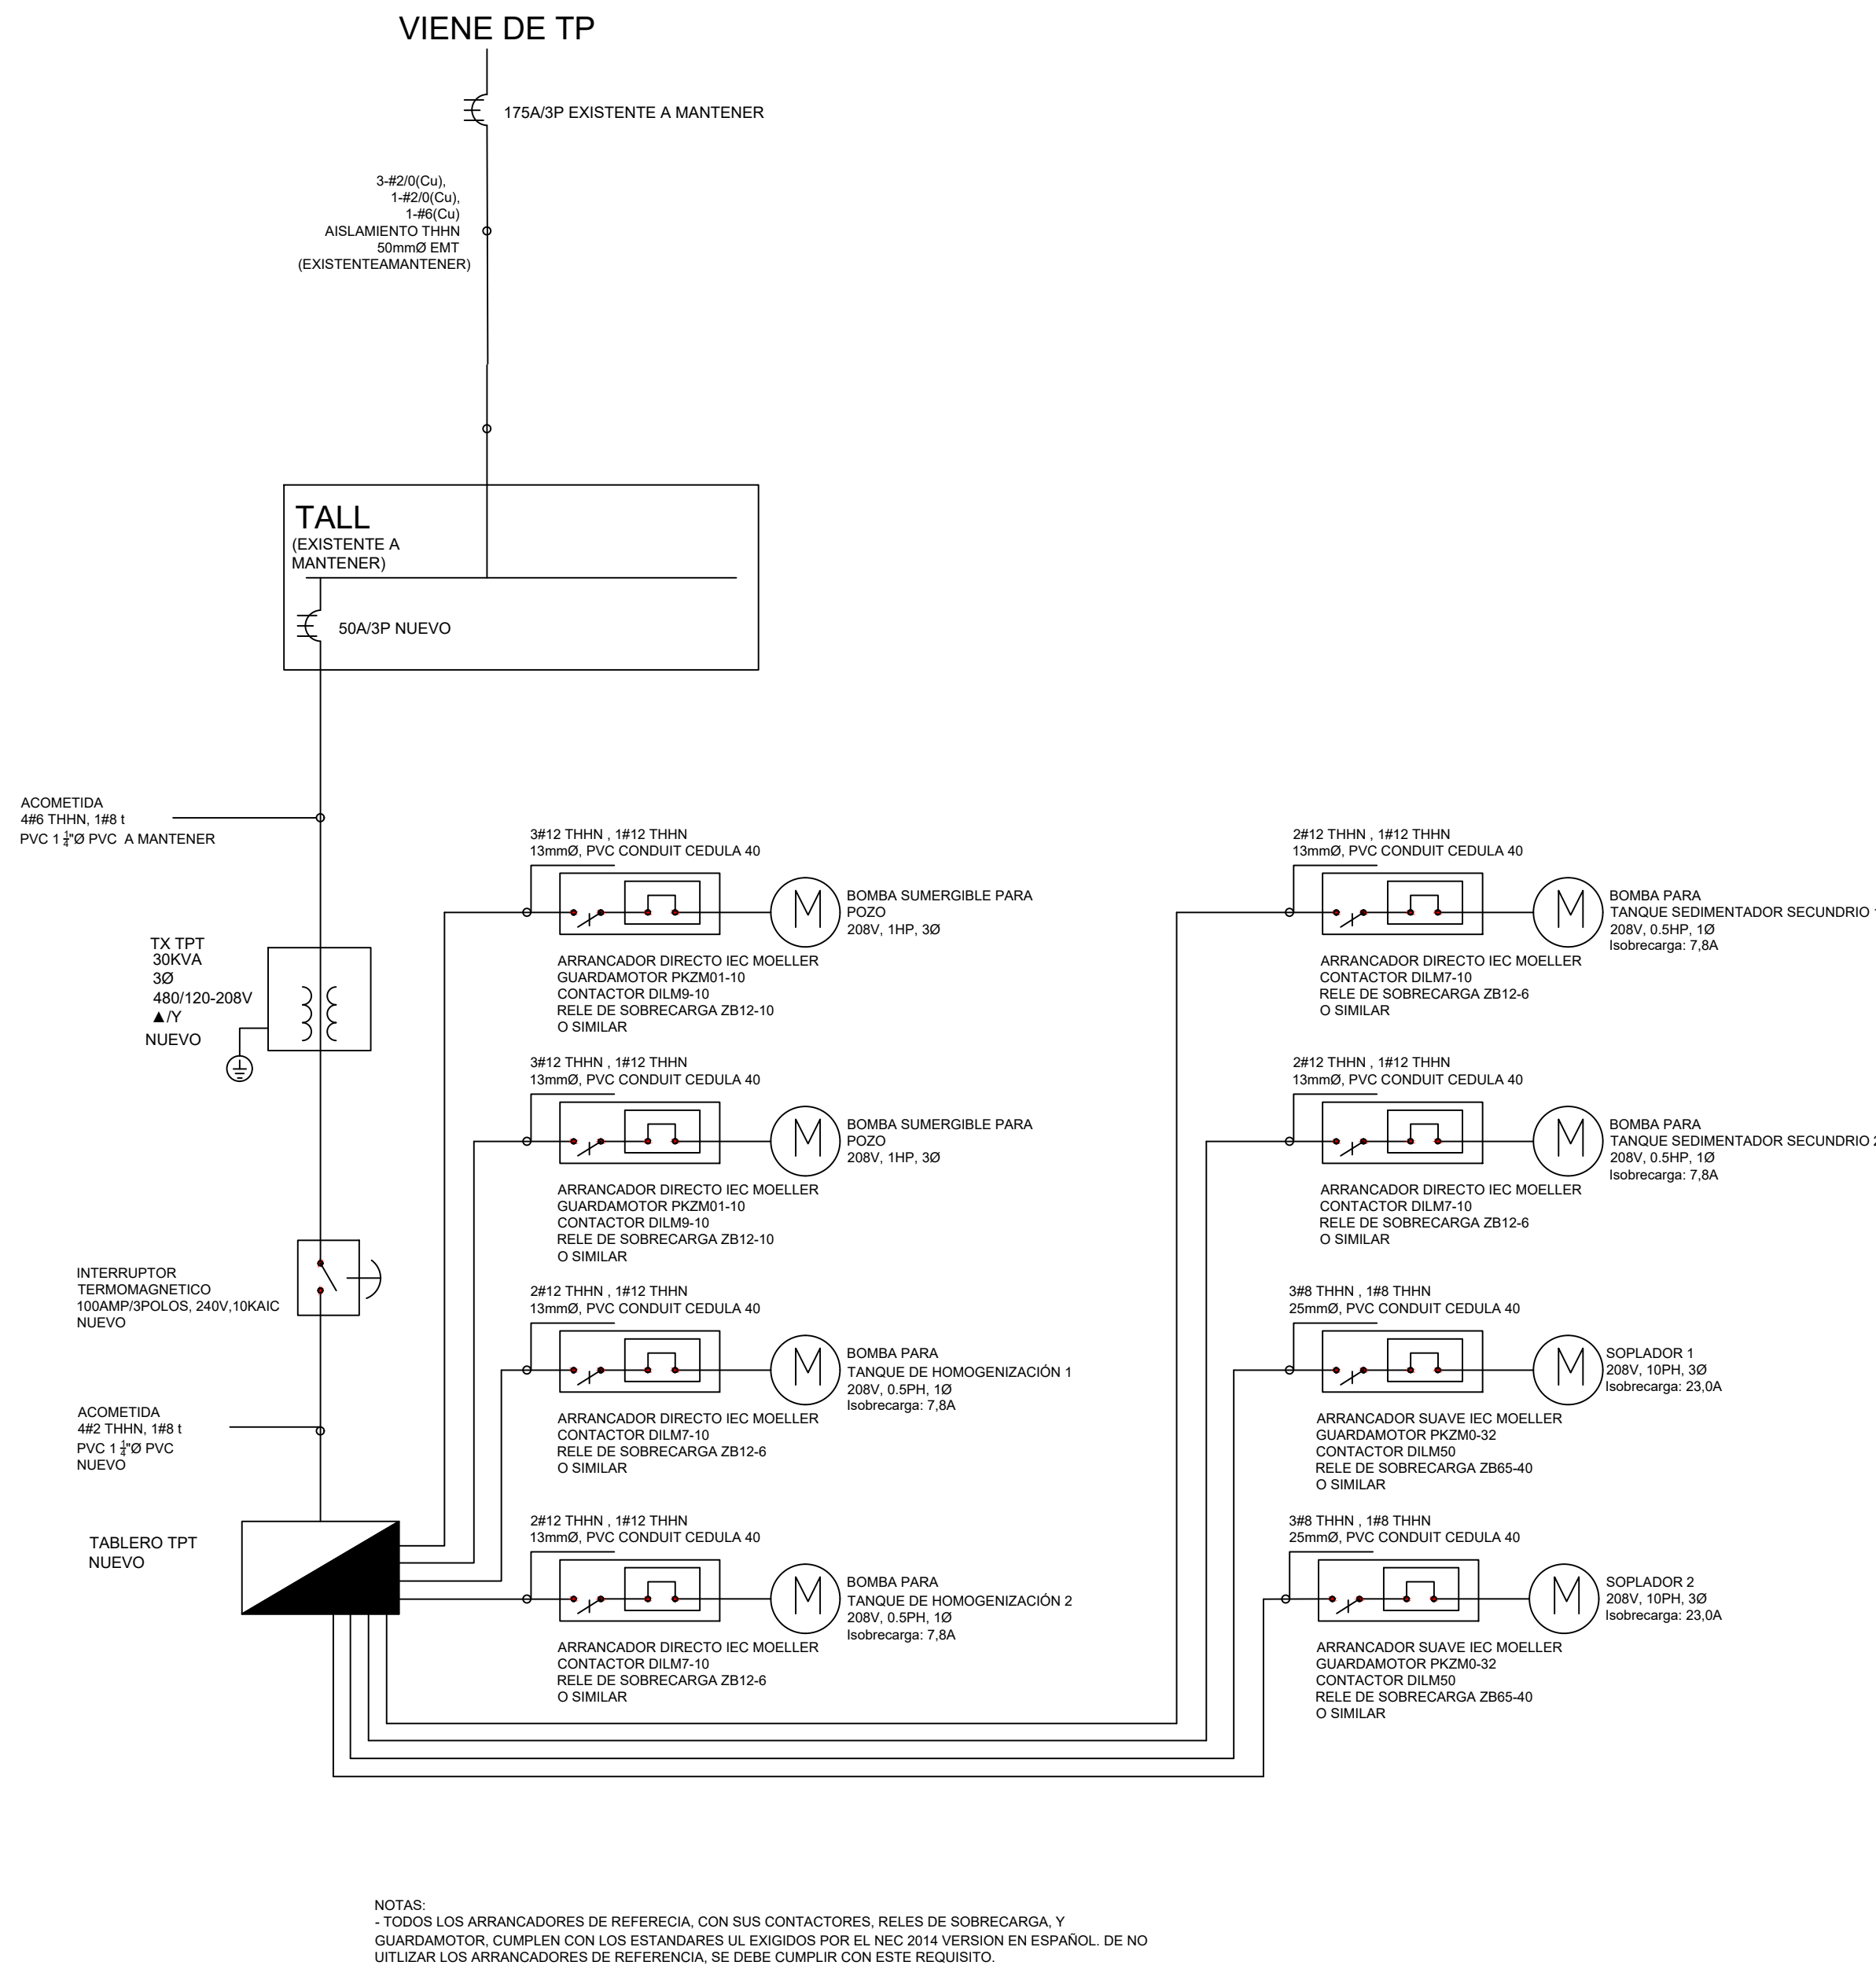 VIENE DE TP
175A/3P EXISTENTE A MANTENER
3-#2/0(Cu),
1-#2/0(Cu),
1-#6(Cu)
AISLAMIENTO THHN
50mmØ EMT
(EXISTENTEAMANTENER)
TALL
(EXISTENTE A
MANTENER)
50A/3P NUEVO
ACOMETIDA
4#6 THHN, 1#8 t
PVC 1 1/4"Ø PVC A MANTENER
TX TPT
30KVA
3Ø
480/120-208V
▲/Y
NUEVO
INTERRUPTOR
TERMOMAGNETICO
100AMP/3POLOS, 240V,10KAIC
NUEVO
ACOMETIDA
4#2 THHN, 1#8 t
PVC 1 1/4"Ø PVC
NUEVO
TABLERO TPT
NUEVO
3#12 THHN , 1#12 THHN
13mmØ, PVC CONDUIT CEDULA 40
M
BOMBA SUMERGIBLE PARA
POZO
208V, 1HP, 3Ø
ARRANCADOR DIRECTO IEC MOELLER
GUARDAMOTOR PKZM01-10
CONTACTOR DILM9-10
RELE DE SOBRECARGA ZB12-10
O SIMILAR
3#12 THHN , 1#12 THHN
13mmØ, PVC CONDUIT CEDULA 40
M
BOMBA SUMERGIBLE PARA
POZO
208V, 1HP, 3Ø
ARRANCADOR DIRECTO IEC MOELLER
GUARDAMOTOR PKZM01-10
CONTACTOR DILM9-10
RELE DE SOBRECARGA ZB12-10
O SIMILAR
2#12 THHN , 1#12 THHN
13mmØ, PVC CONDUIT CEDULA 40
M
BOMBA PARA
TANQUE DE HOMOGENIZACIÓN 1
208V, 0.5PH, 1Ø
Isobrecarga: 7,8A
ARRANCADOR DIRECTO IEC MOELLER
CONTACTOR DILM7-10
RELE DE SOBRECARGA ZB12-6
O SIMILAR
2#12 THHN , 1#12 THHN
13mmØ, PVC CONDUIT CEDULA 40
M
BOMBA PARA
TANQUE DE HOMOGENIZACIÓN 2
208V, 0.5PH, 1Ø
Isobrecarga: 7,8A
ARRANCADOR DIRECTO IEC MOELLER
CONTACTOR DILM7-10
RELE DE SOBRECARGA ZB12-6
O SIMILAR
2#12 THHN , 1#12 THHN
13mmØ, PVC CONDUIT CEDULA 40
M
BOMBA PARA
TANQUE SEDIMENTADOR SECUNDRIO
208V, 0.5HP, 1Ø
Isobrecarga: 7,8A
ARRANCADOR DIRECTO IEC MOELLER
CONTACTOR DILM7-10
RELE DE SOBRECARGA ZB12-6
O SIMILAR
2#12 THHN , 1#12 THHN
13mmØ, PVC CONDUIT CEDULA 40
M
BOMBA PARA
TANQUE SEDIMENTADOR SECUNDRIO
208V, 0.5HP, 1Ø
Isobrecarga: 7,8A
ARRANCADOR DIRECTO IEC MOELLER
CONTACTOR DILM7-10
RELE DE SOBRECARGA ZB12-6
O SIMILAR
3#8 THHN , 1#8 THHN
25mmØ, PVC CONDUIT CEDULA 40
M
SOPLADOR 1
208V, 10PH, 3Ø
Isobrecarga: 23,0A
ARRANCADOR SUAVE IEC MOELLER
GUARDAMOTOR PKZM0-32
CONTACTOR DILM50
RELE DE SOBRECARGA ZB65-40
O SIMILAR
3#8 THHN , 1#8 THHN
25mmØ, PVC CONDUIT CEDULA 40
M
SOPLADOR 2
208V, 10PH, 3Ø
Isobrecarga: 23,0A
ARRANCADOR SUAVE IEC MOELLER
GUARDAMOTOR PKZM0-32
CONTACTOR DILM50
RELE DE SOBRECARGA ZB65-40
O SIMILAR
NOTAS:
- TODOS LOS ARRANCADORES DE REFERECIA, CON SUS CONTACTORES, RELES DE SOBRECARGA, Y
GUARDAMOTOR, CUMPLEN CON LOS ESTANDARES UL EXIGIDOS POR EL NEC 2014 VERSION EN ESPAÑOL. DE NO
UITLIZAR LOS ARRANCADORES DE REFERENCIA, SE DEBE CUMPLIR CON ESTE REQUISITO.